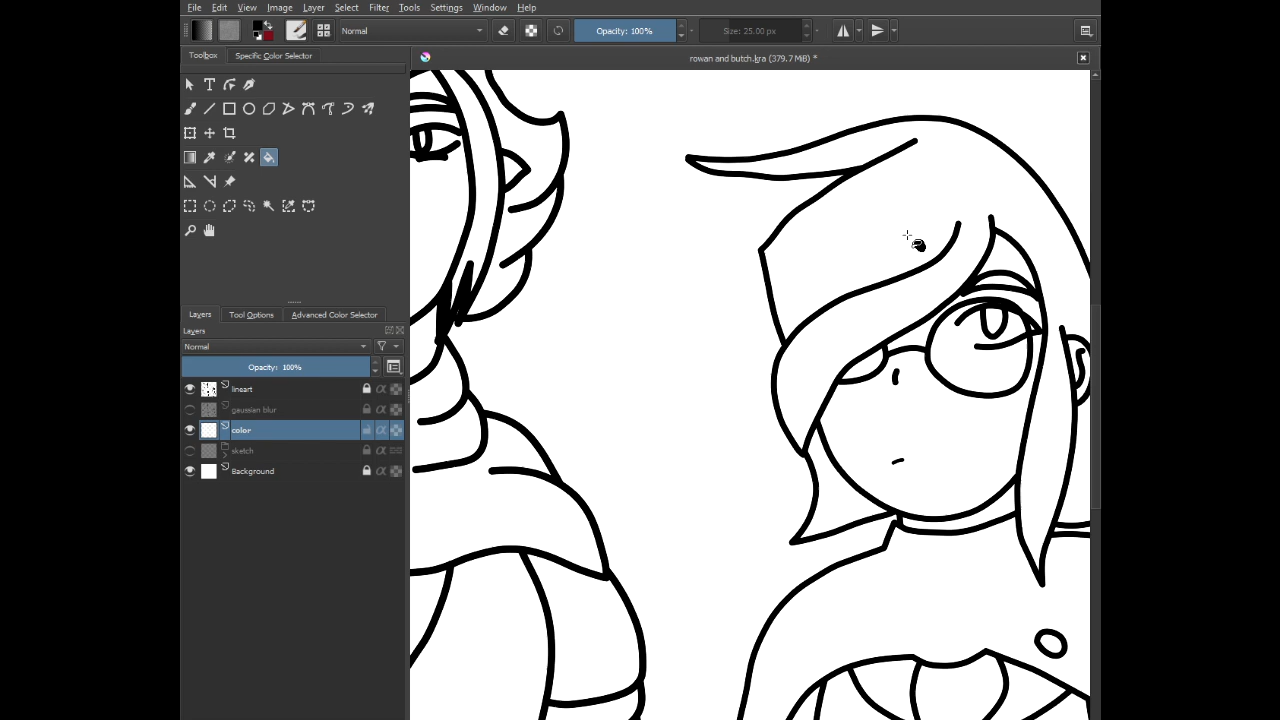 File Edit View Image Layer Select Filter Tools Settings Window Help
Normal Opacity: 100% Size: 25.00 px
Toolbox Specific Color Selector
rowan and butch.kra (379.7 MiB) *
Layers Tool Options Advanced Color Selector
Layers
Normal
Opacity: 100%
lineart
gaussian blur
color
sketch
Background